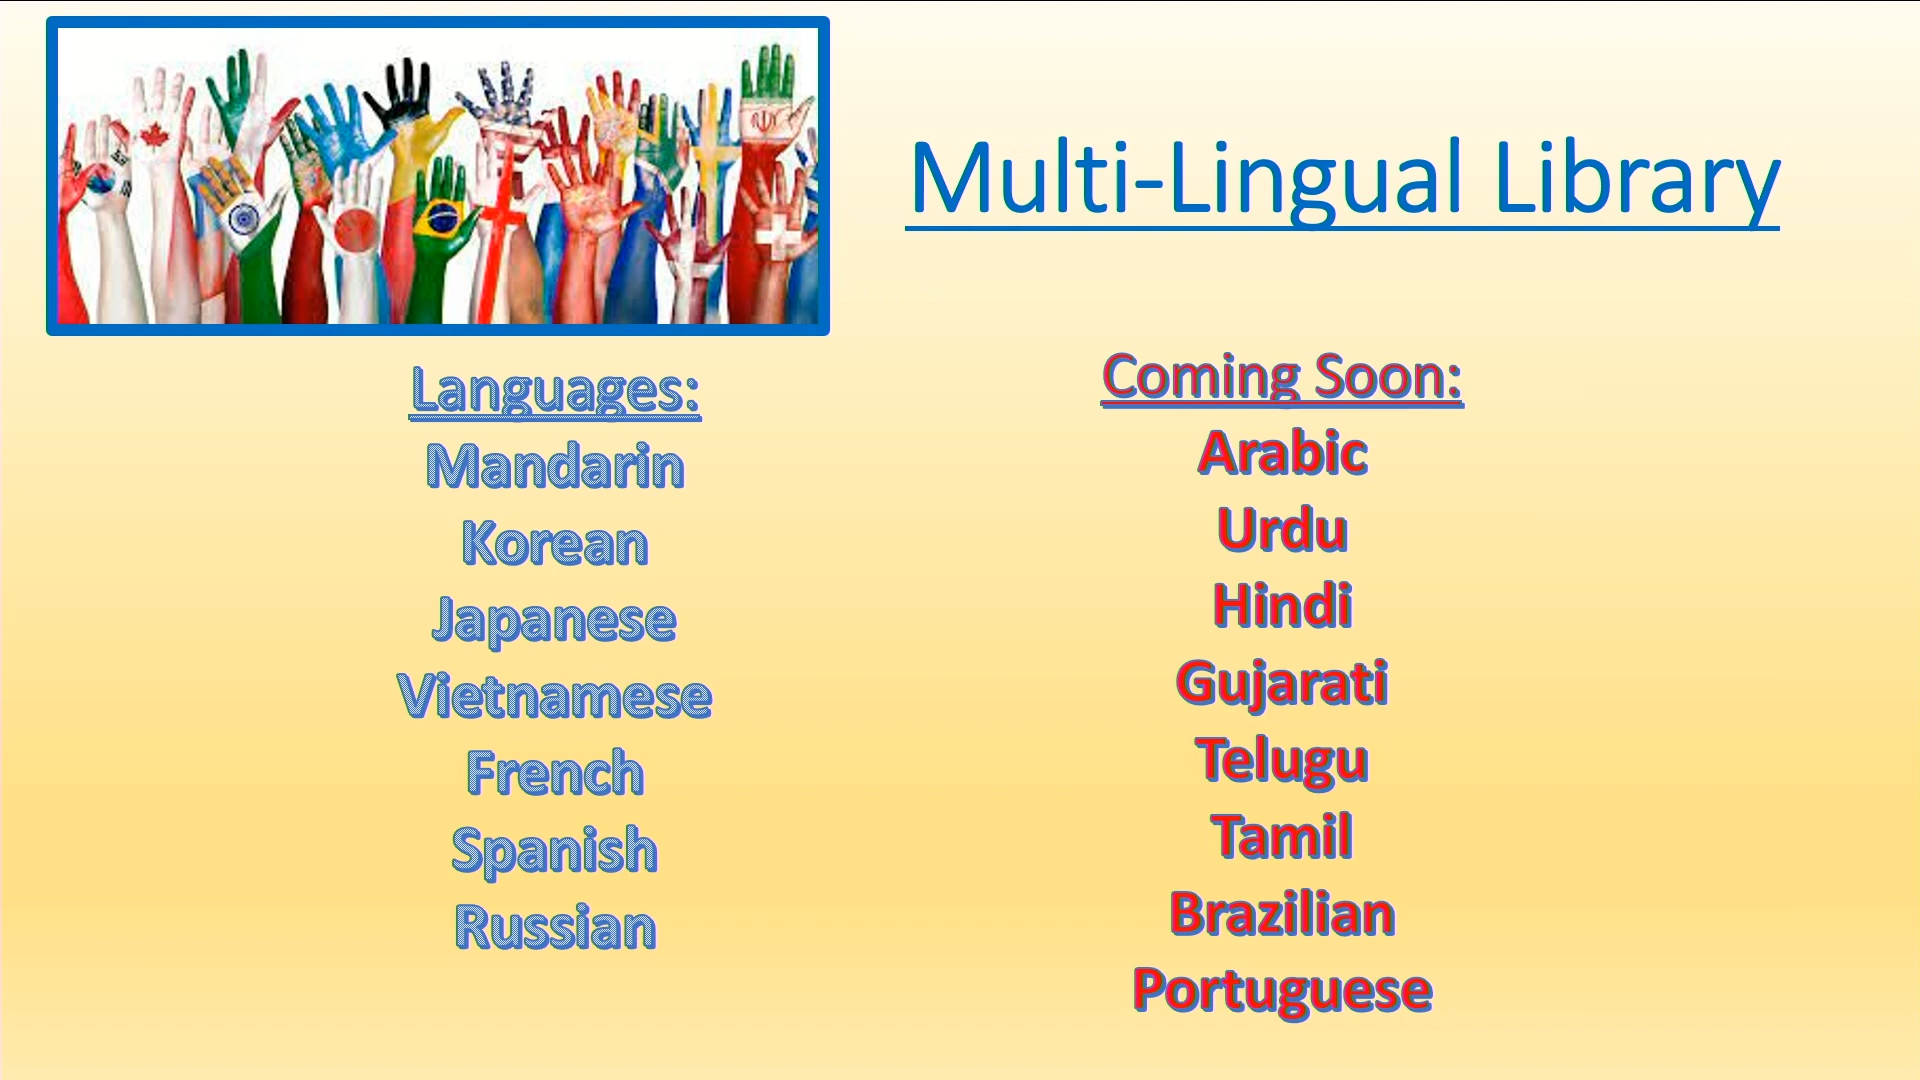 Multi-Lingual Library
Languages:
Mandarin
Korean
Japanese
Vietnamese
French
Spanish
Russian
Coming Soon:
Arabic
Urdu
Hindi
Gujarati
Telugu
Tamil
Brazilian
Portuguese